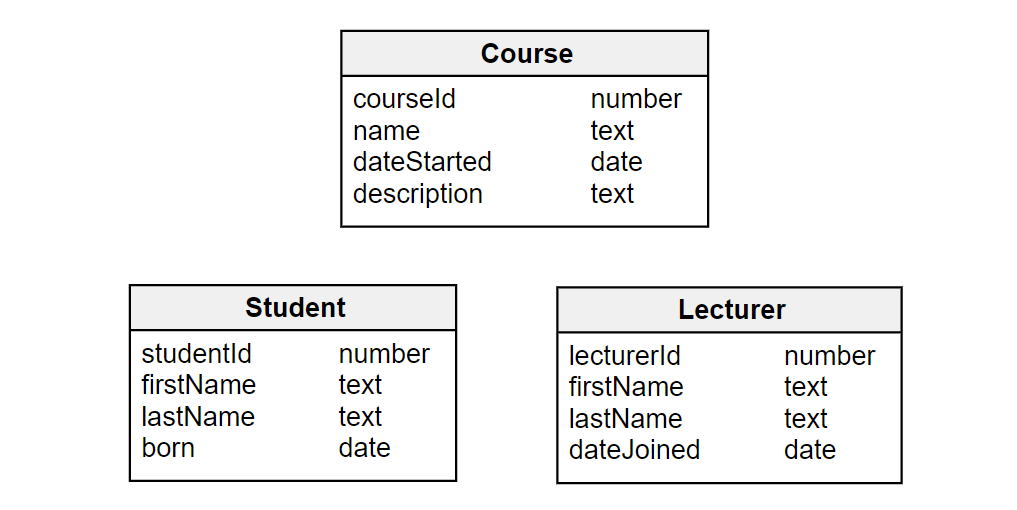 Course
courseId number
name text
dateStarted date
description text
Student
studentId number
firstName text
lastName text
born date
Lecturer
lecturerId number
firstName text
lastName text
dateJoined date